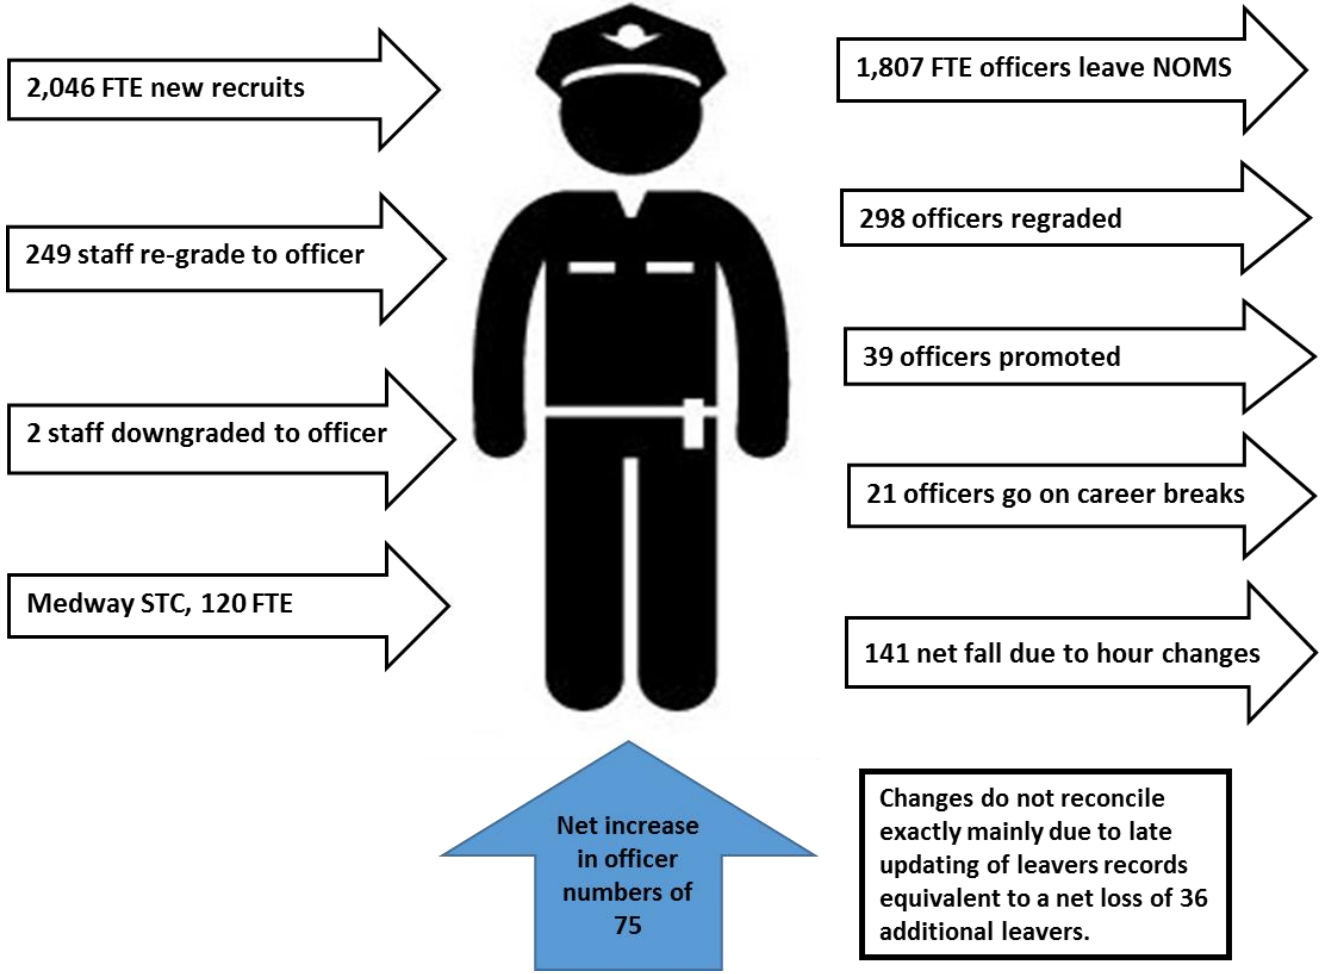 2,046 FTE new recruits
249 staff re-grade to officer
2 staff downgraded to officer
Medway STC, 120 FTE
1,807 FTE officers leave NOMS
298 officers regraded
39 officers promoted
21 officers go on career breaks
141 net fall due to hour changes
Net increase
in officer
numbers of
75
Changes do not reconcile
exactly mainly due to late
updating of leavers records
equivalent to a net loss of 36
additional leavers.